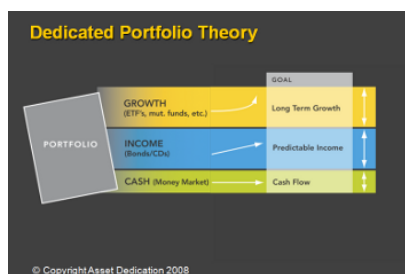 Dedicated Portfolio Theory
GOAL
GROWTH
(ETF's, mut. funds, etc.)
Long Term Growth
PORTFOLIO
INCOME
(Bonds/CDs)
Predictable Income
CASH (Money Market)
Cash Flow
© Copyright Asset Dedication 2008